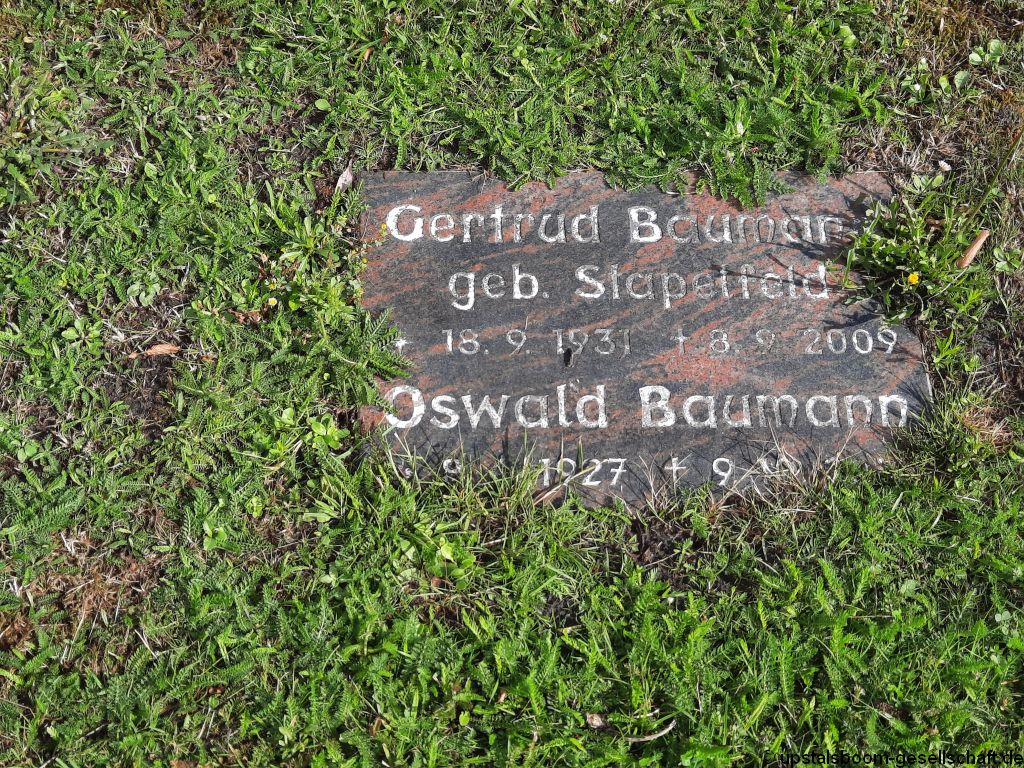 Gertrud Baumann
geb. Stapelfeld
* 18. 9. 1931 † 8. 9. 2009
Oswald Baumann
1927 † 9.
upstalsboom-gesellschaft.de